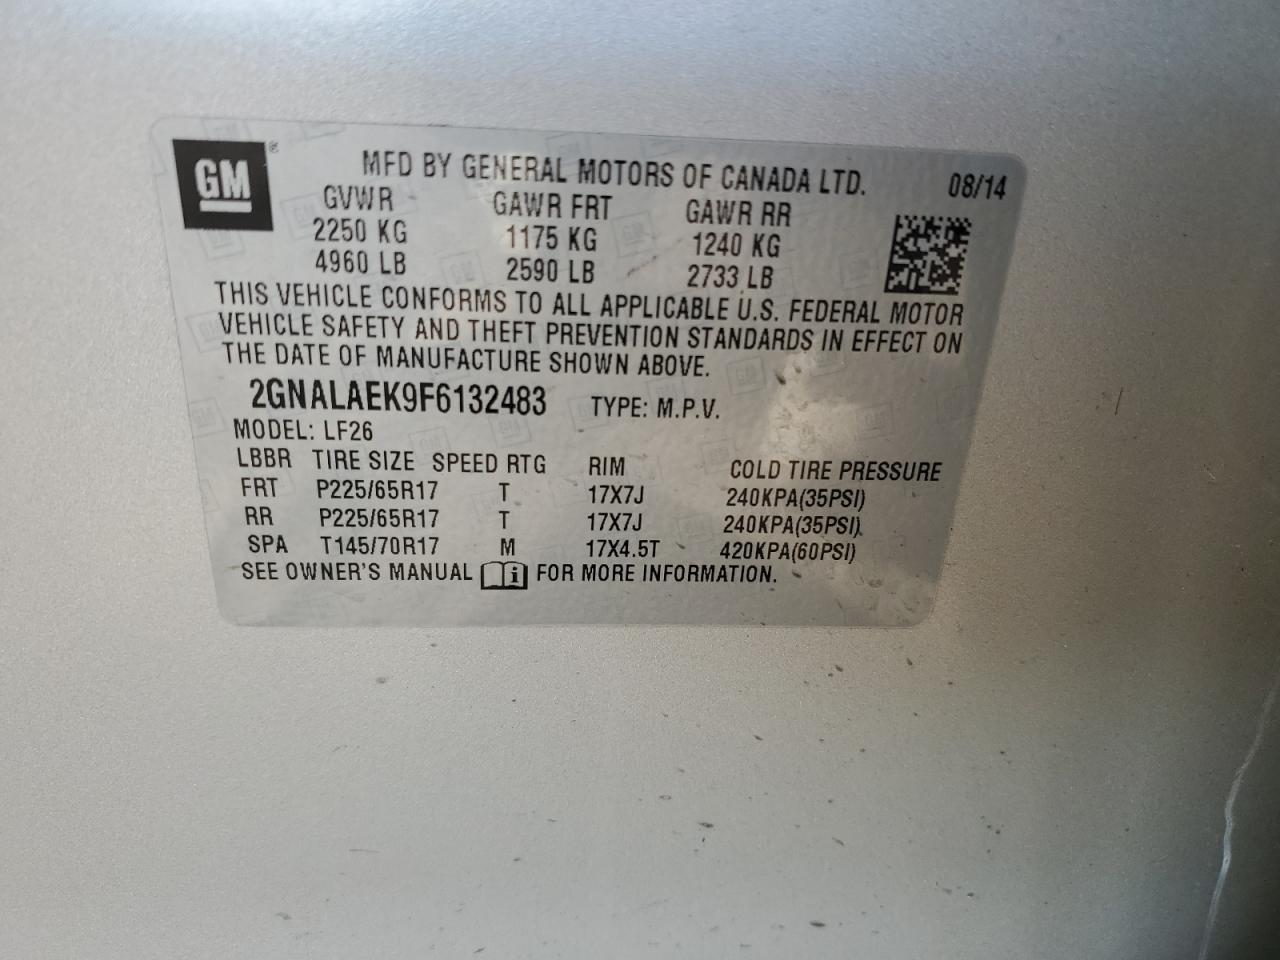 GM ®
MFD BY GENERAL MOTORS OF CANADA LTD. 08/14
GVWR GAWR FRT GAWR RR
2250 KG 1175 KG 1240 KG
4960 LB 2590 LB 2733 LB
THIS VEHICLE CONFORMS TO ALL APPLICABLE U.S. FEDERAL MOTOR
VEHICLE SAFETY AND THEFT PREVENTION STANDARDS IN EFFECT ON
THE DATE OF MANUFACTURE SHOWN ABOVE.
2GNALAEK9F6132483 TYPE: M.P.V.
MODEL: LF26
LBBR TIRE SIZE SPEED RTG RIM COLD TIRE PRESSURE
FRT P225/65R17 T 17X7J 240KPA(35PSI)
RR P225/65R17 T 17X7J 240KPA(35PSI)
SPA T145/70R17 M 17X4.5T 420KPA(60PSI)
SEE OWNER'S MANUAL i FOR MORE INFORMATION.